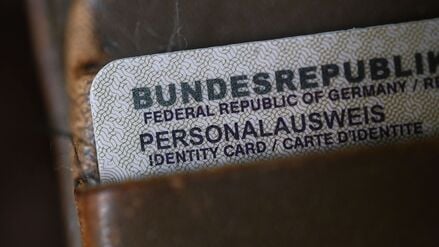 BUNDESREPUBLIK
FEDERAL REPUBLIC OF GERMANY /
PERSONALAUSWEIS
IDENTITY CARD / CARTE D'IDENTITE